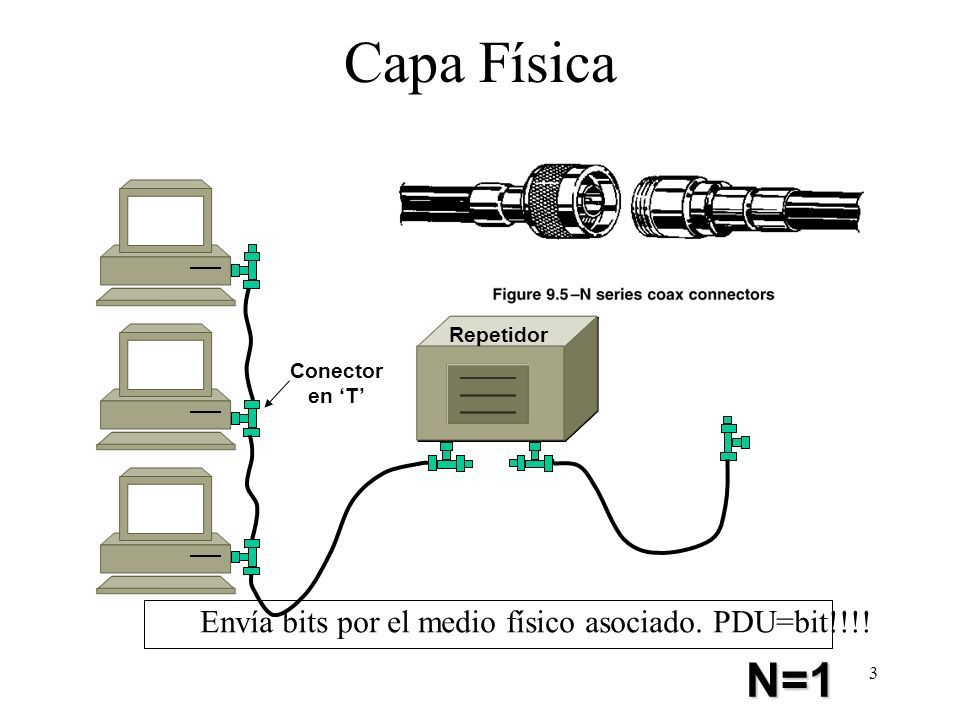 Capa Física
Figure 9.5–N series coax connectors
Repetidor
Conector
en ‘T’
Envía bits por el medio físico asociado. PDU=bit!!!!
N=1
3